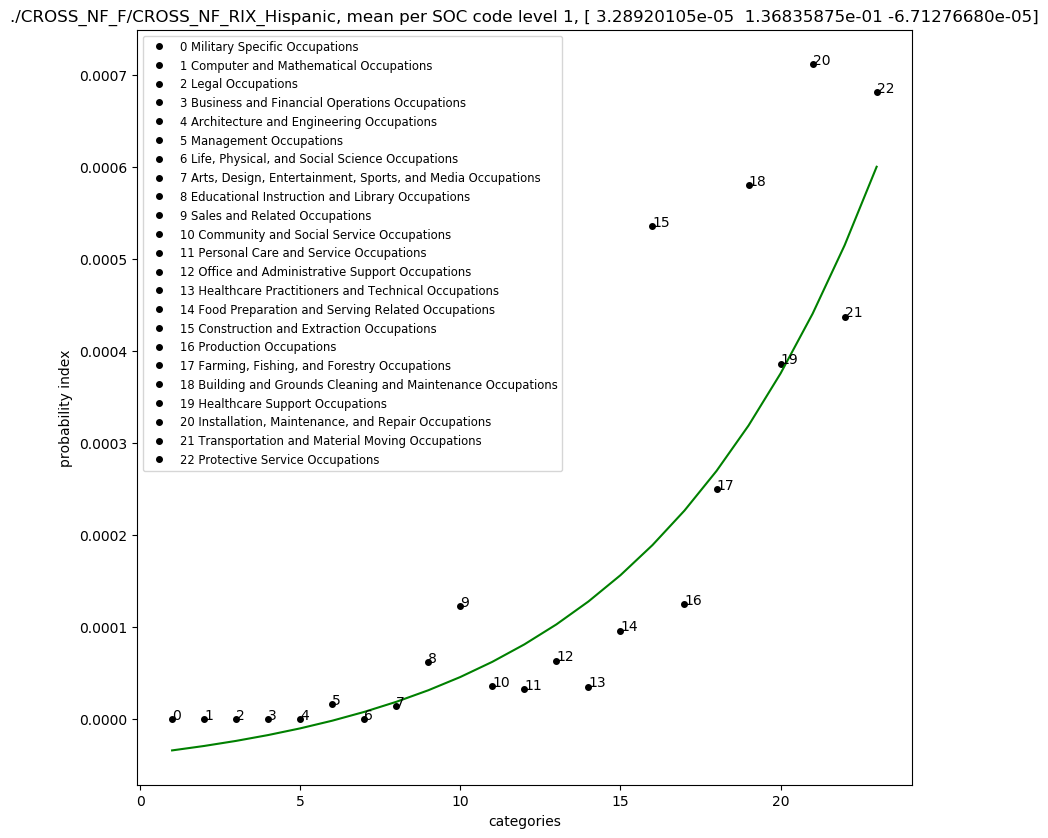 ./CROSS_NF_F/CROSS_NF_RIX_Hispanic, mean per SOC code level 1, [ 3.28920105e-05  1.36835875e-01 -6.71276680e-05]
0 Military Specific Occupations
1 Computer and Mathematical Occupations
2 Legal Occupations
3 Business and Financial Operations Occupations
4 Architecture and Engineering Occupations
5 Management Occupations
6 Life, Physical, and Social Science Occupations
7 Arts, Design, Entertainment, Sports, and Media Occupations
8 Educational Instruction and Library Occupations
9 Sales and Related Occupations
10 Community and Social Service Occupations
11 Personal Care and Service Occupations
12 Office and Administrative Support Occupations
13 Healthcare Practitioners and Technical Occupations
14 Food Preparation and Serving Related Occupations
15 Construction and Extraction Occupations
16 Production Occupations
17 Farming, Fishing, and Forestry Occupations
18 Building and Grounds Cleaning and Maintenance Occupations
19 Healthcare Support Occupations
20 Installation, Maintenance, and Repair Occupations
21 Transportation and Material Moving Occupations
22 Protective Service Occupations
0.0007
0.0006
0.0005
0.0004
0.0003
0.0002
0.0001
0.0000
probability index
0
1
2
3
4
5
6
7
8
9
10
11
12
13
14
15
16
17
18
19
20
21
22
0
5
10
15
20
categories